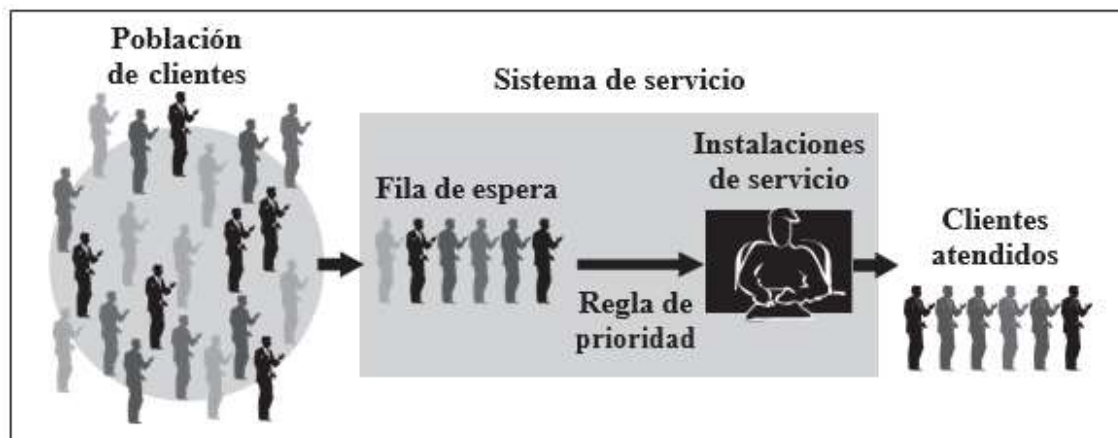 Población
de clientes
Sistema de servicio
Fila de espera
Instalaciones
de servicio
Regla de
prioridad
Clientes
atendidos